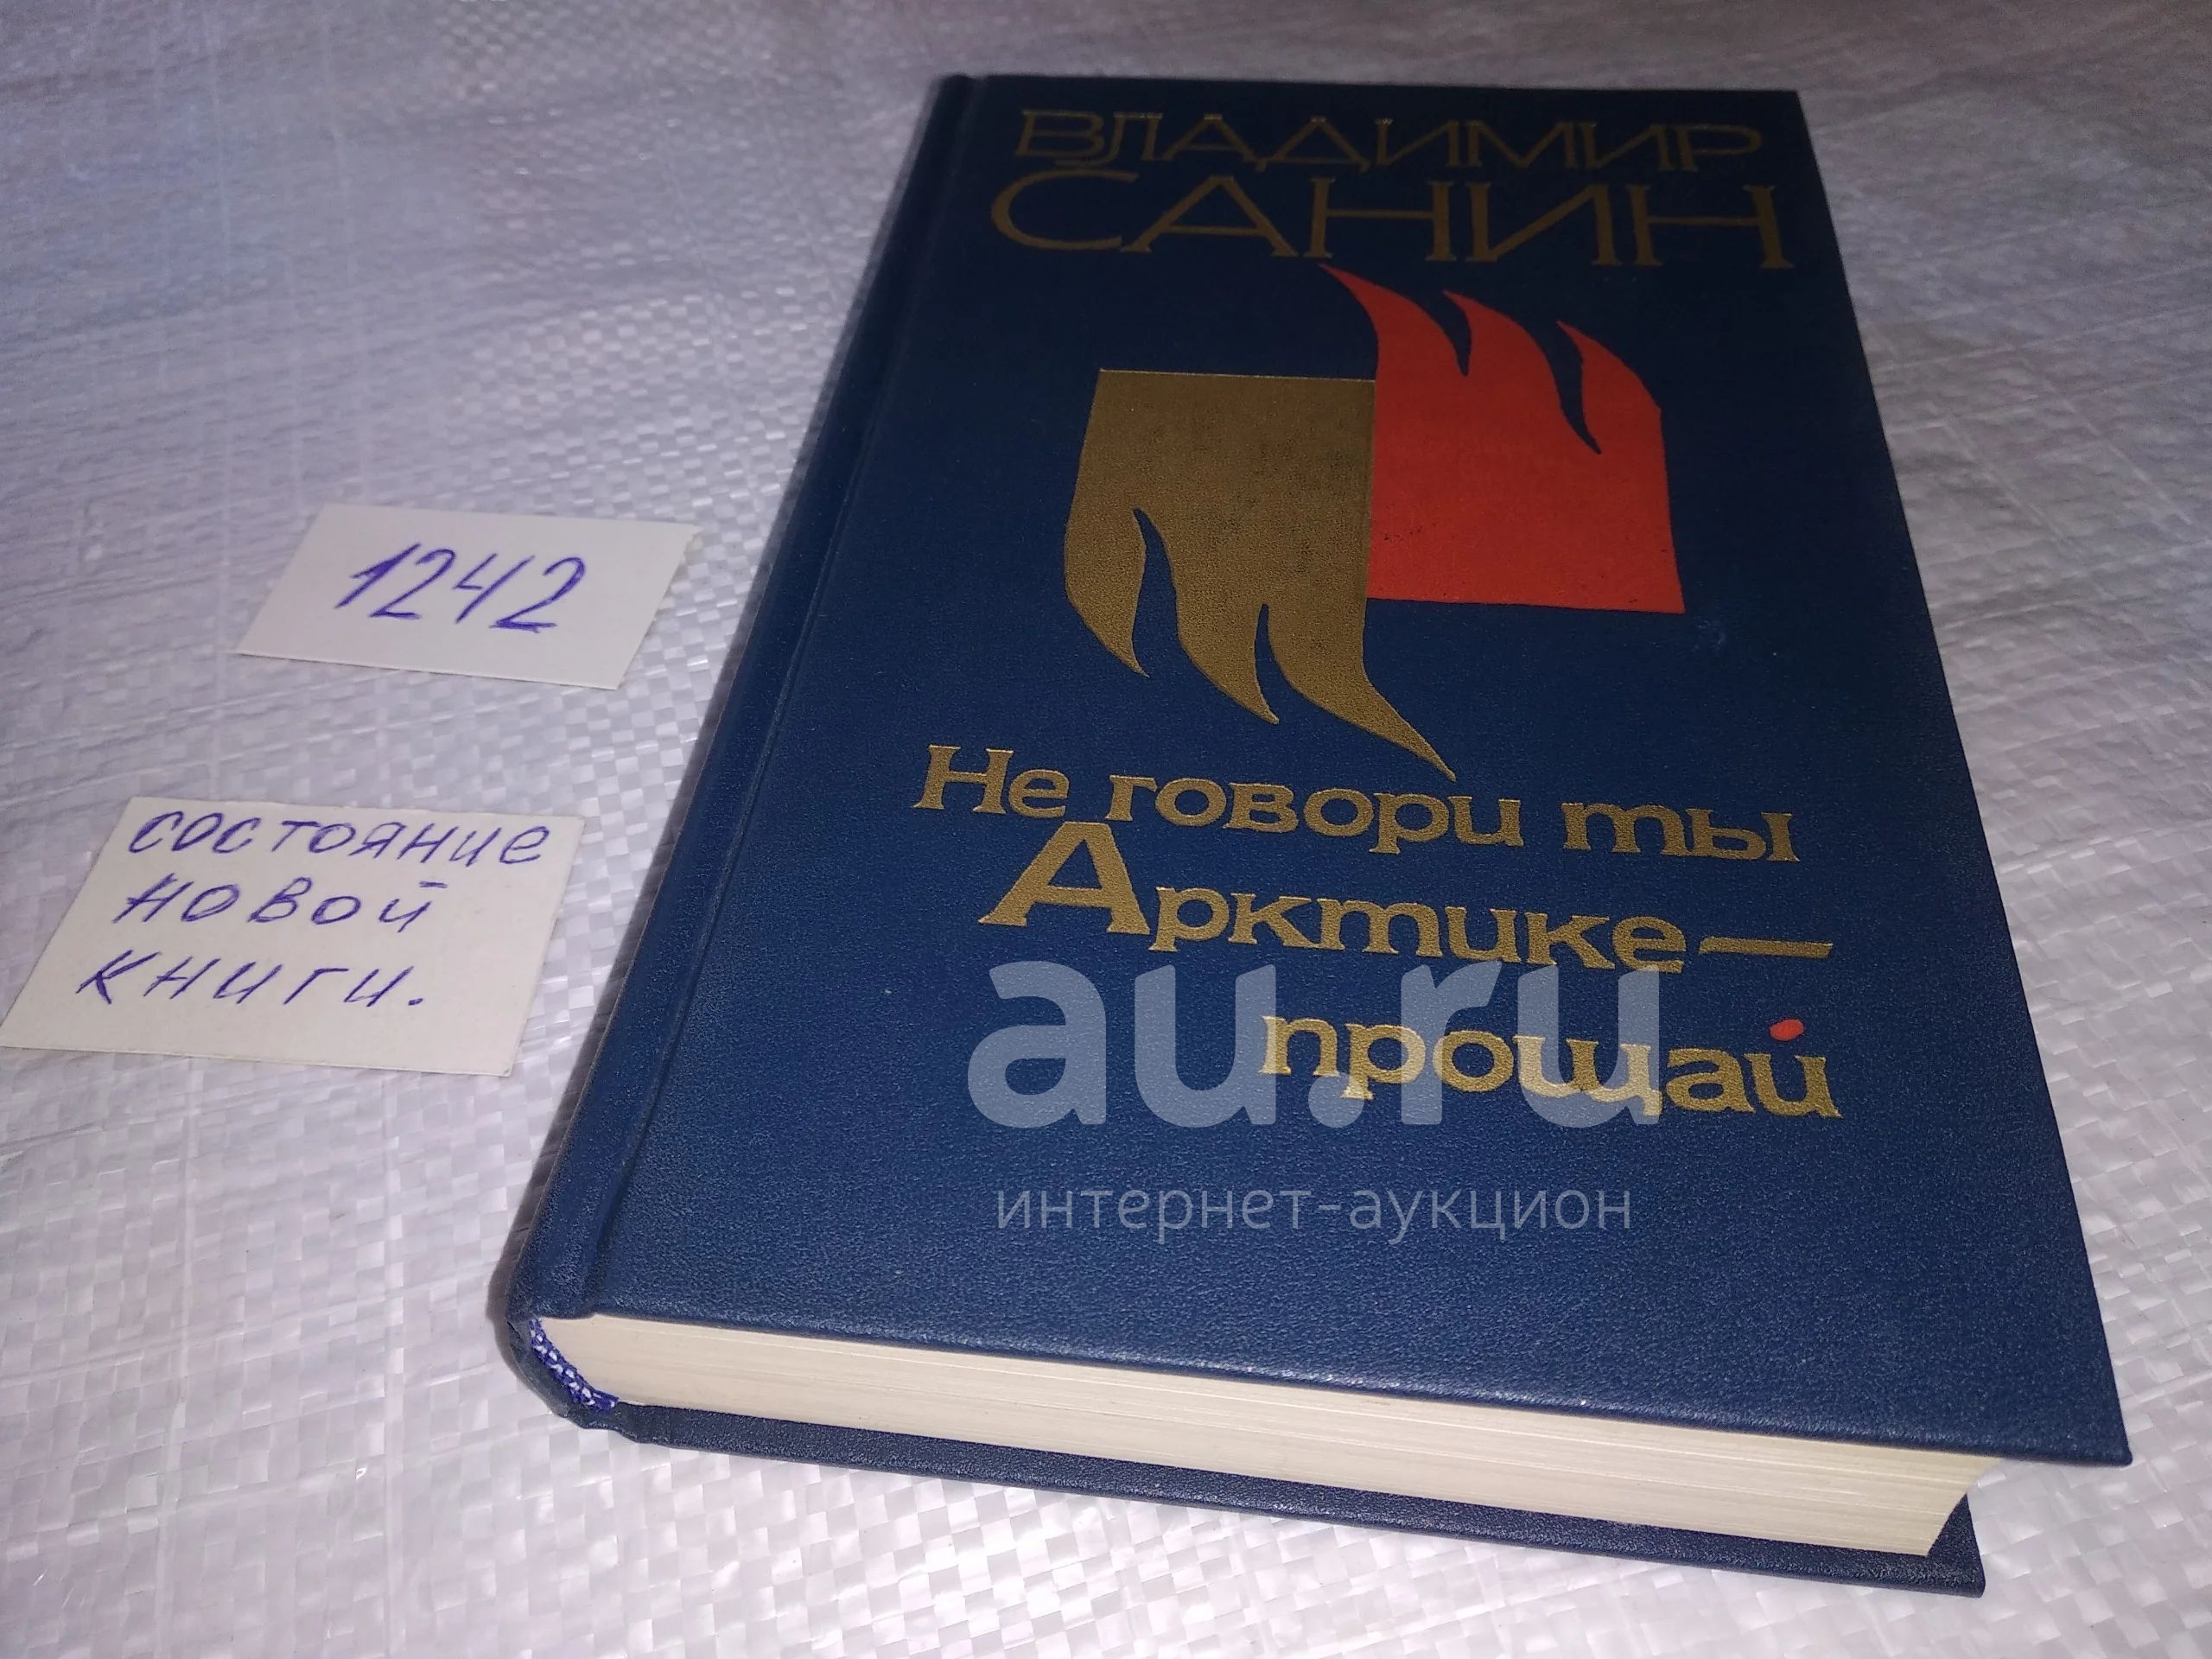 ВЛАДИМИР
САНИН
1242
Не говори ты
Арктике —
прощай
состояние
новой
книги.
au.ru
интернет-аукцион